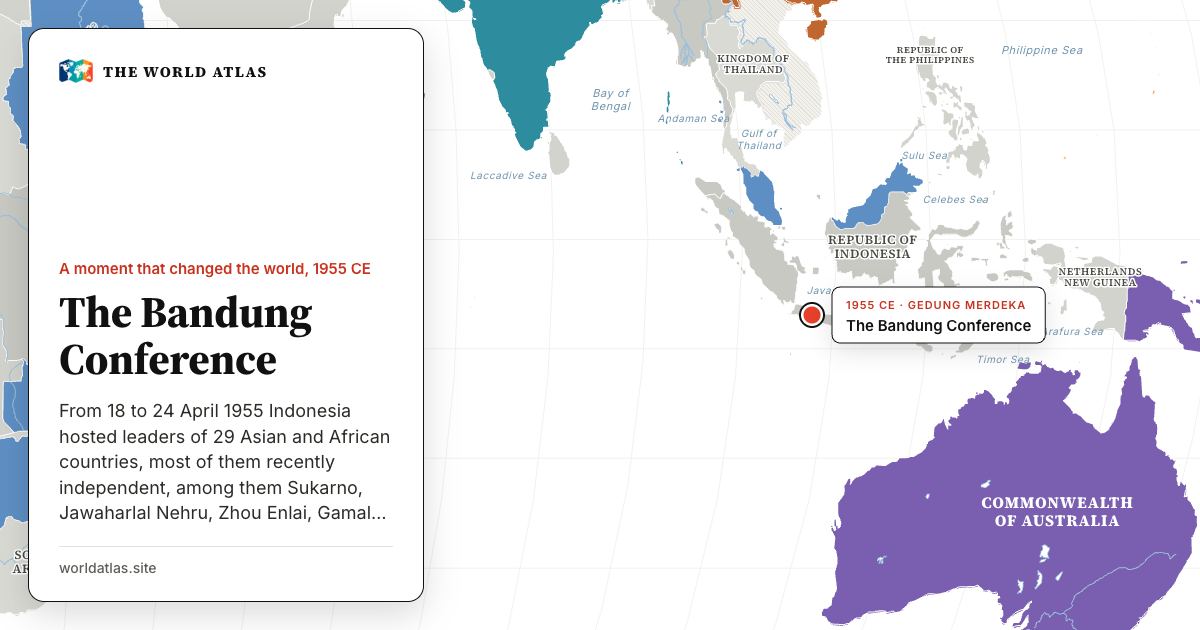 THE WORLD ATLAS
A moment that changed the world, 1955 CE
The Bandung
Conference
From 18 to 24 April 1955 Indonesia
hosted leaders of 29 Asian and African
countries, most of them recently
independent, among them Sukarno,
Jawaharlal Nehru, Zhou Enlai, Gamal...
worldatlas.site
KINGDOM OF
THAILAND
REPUBLIC OF
THE PHILIPPINES
Philippine Sea
Bay of
Bengal
Andaman Sea
Gulf of
Thailand
Laccadive Sea
Sulu Sea
Celebes Sea
REPUBLIC OF
INDONESIA
NETHERLANDS
NEW GUINEA
Java
1955 CE · GEDUNG MERDEKA
The Bandung Conference
Arafura Sea
Timor Sea
COMMONWEALTH
OF AUSTRALIA